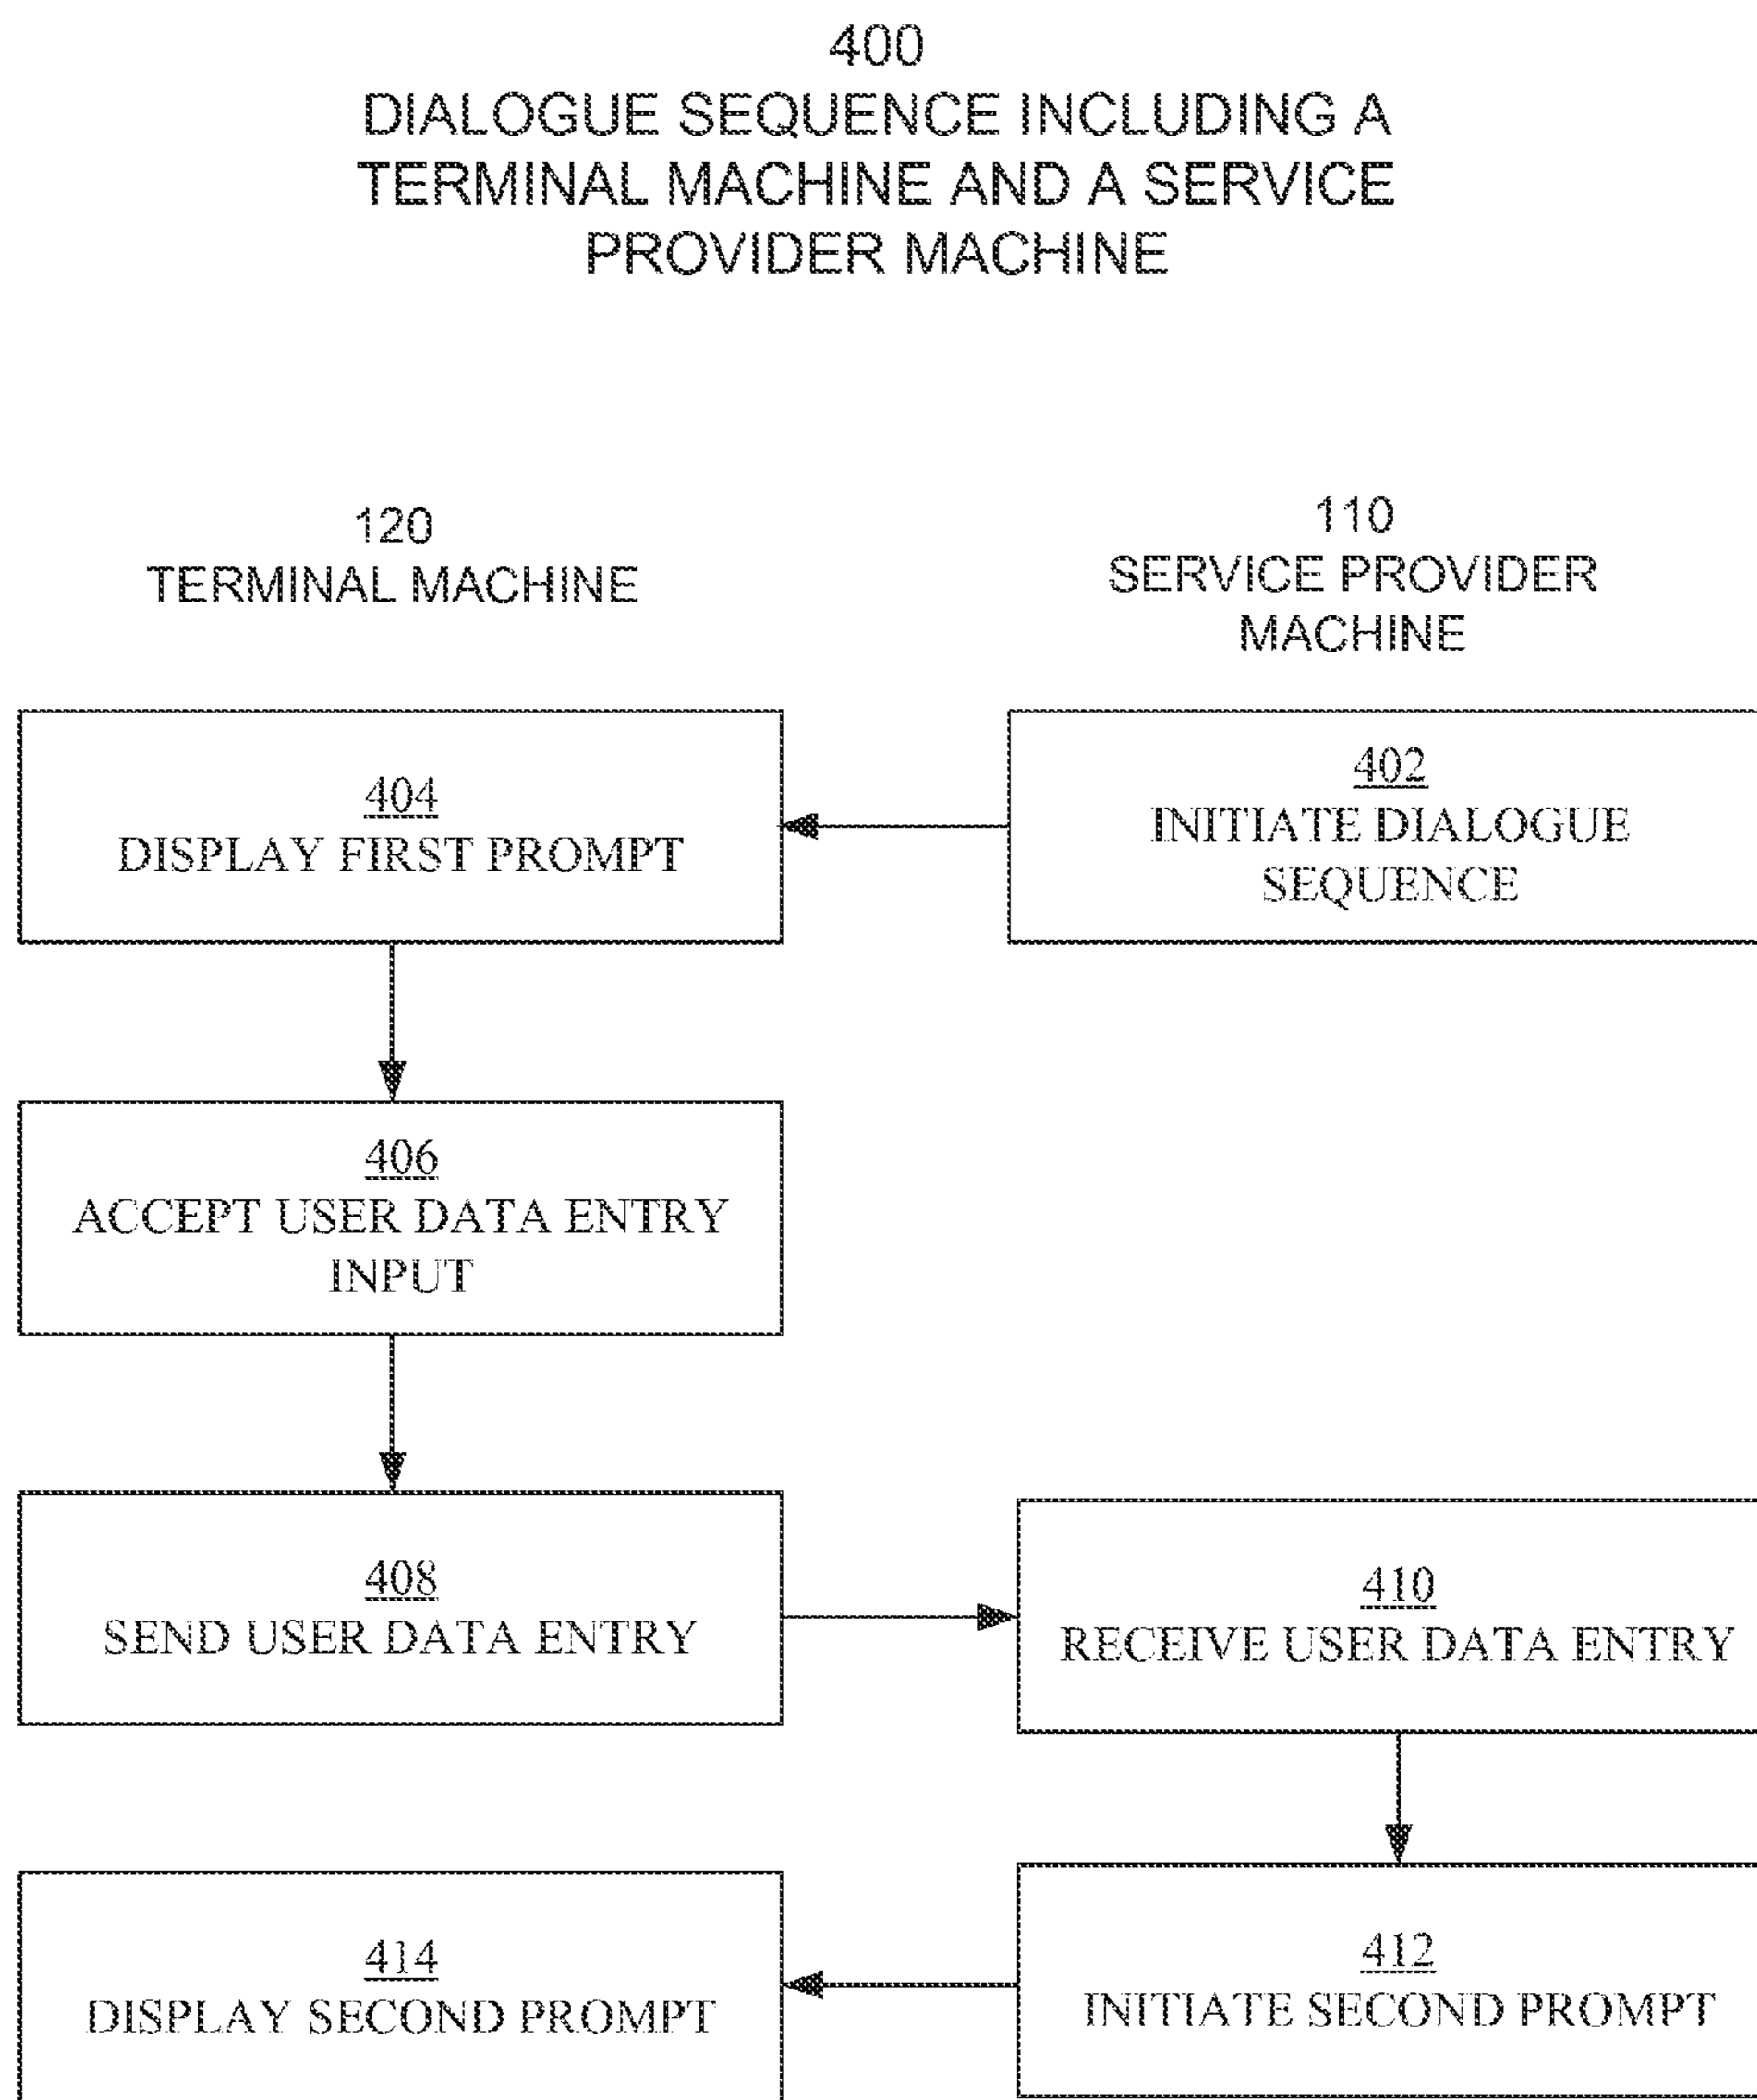 400
DIALOGUE SEQUENCE INCLUDING A
TERMINAL MACHINE AND A SERVICE
PROVIDER MACHINE
120
TERMINAL MACHINE
110
SERVICE PROVIDER
MACHINE
404
DISPLAY FIRST PROMPT
402
INITIATE DIALOGUE
SEQUENCE
406
ACCEPT USER DATA ENTRY
INPUT
408
SEND USER DATA ENTRY
410
RECEIVE USER DATA ENTRY
414
DISPLAY SECOND PROMPT
412
INITIATE SECOND PROMPT